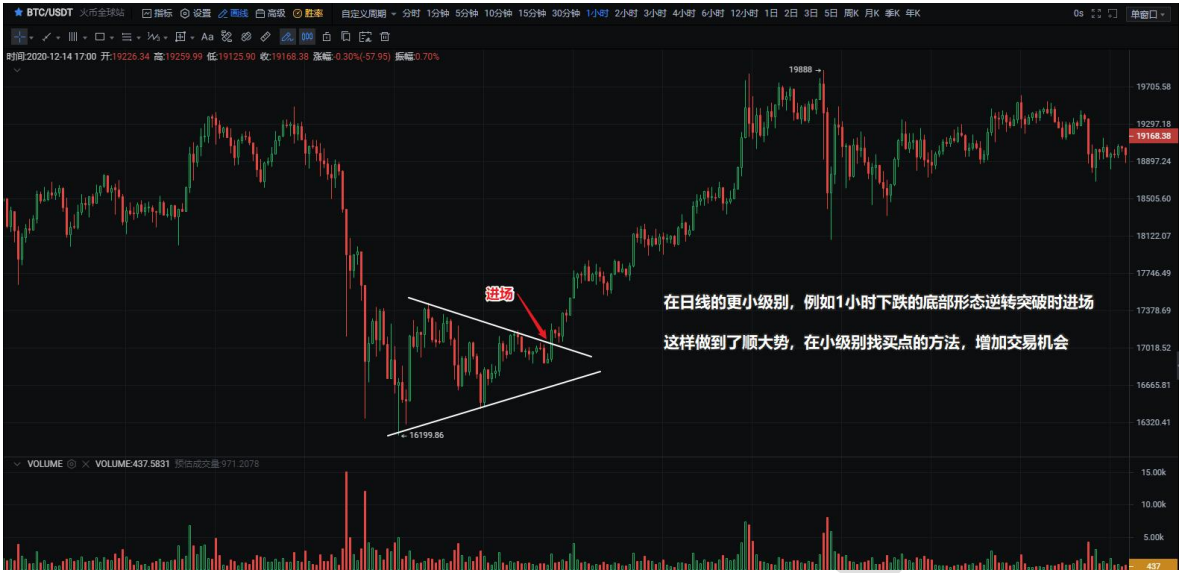 BTC/USDT 火币全球站 指标 设置 画线 高级 胜率 自定义周期 分时 1分钟 5分钟 10分钟 15分钟 30分钟 1小时 2小时 3小时 4小时 6小时 12小时 1日 2日 3日 5日 周K 月K 季K 年K 0s 单窗口
Aa
时间:2020-12-14 17:00 开:19226.34 高:19259.99 低:19125.90 收:19168.38 涨幅:-0.30%(-57.95) 振幅:0.70%
19888
19705.58
19297.18
19168.38
18897.24
18505.60
18122.07
17746.49
进场
在日线的更小级别，例如1小时下跌的底部形态逆转突破时进场
17378.69
这样做到了顺大势，在小级别找买点的方法，增加交易机会
17018.52
16665.81
16320.41
16199.86
VOLUME VOLUME:437.5831 预估成交量:971.2078
15.00k
10.00k
5.00k
437